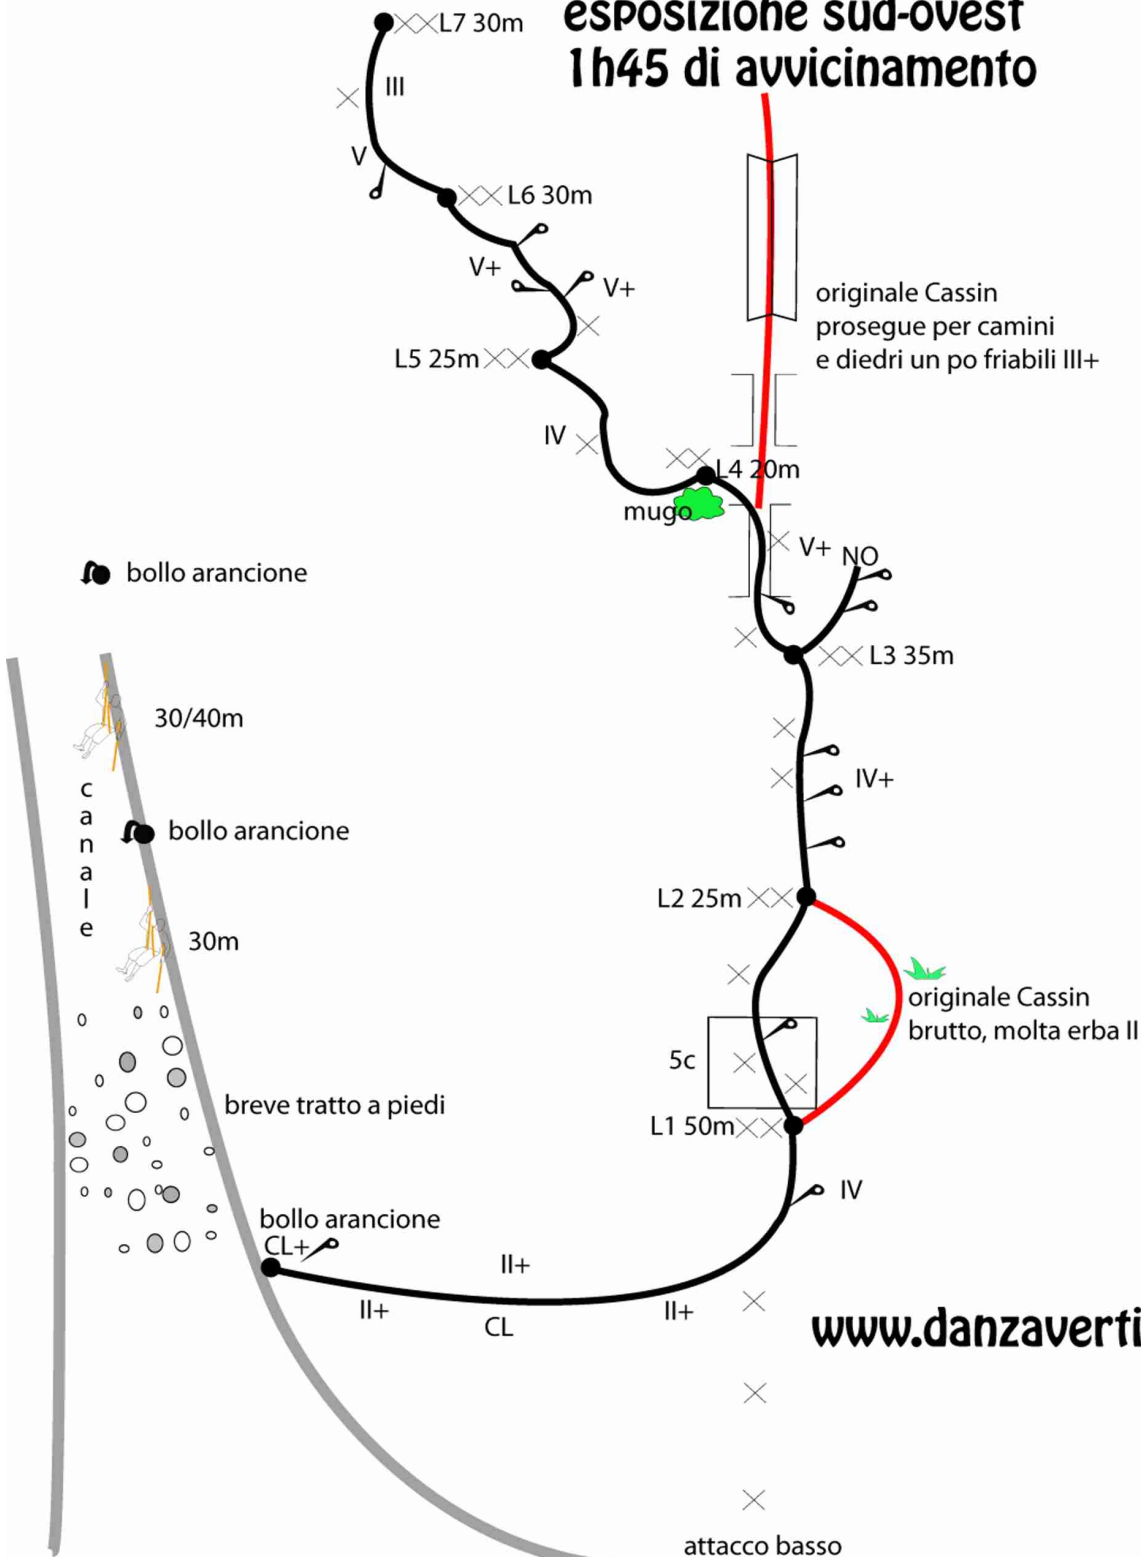 esposizione sud-ovest
1h45 di avvicinamento
L7 30m
III
V
L6 30m
V+
V+
originale Cassin
prosegue per camini
e diedri un po friabili III+
L5 25m
IV
L4 20m
mugo
V+
NO
bollo arancione
L3 35m
30/40m
canale
IV+
bollo arancione
L2 25m
30m
originale Cassin
brutto, molta erba II
5c
breve tratto a piedi
L1 50m
IV
bollo arancione
CL+
II+
II+
II+
CL
www.danzaverti
attacco basso